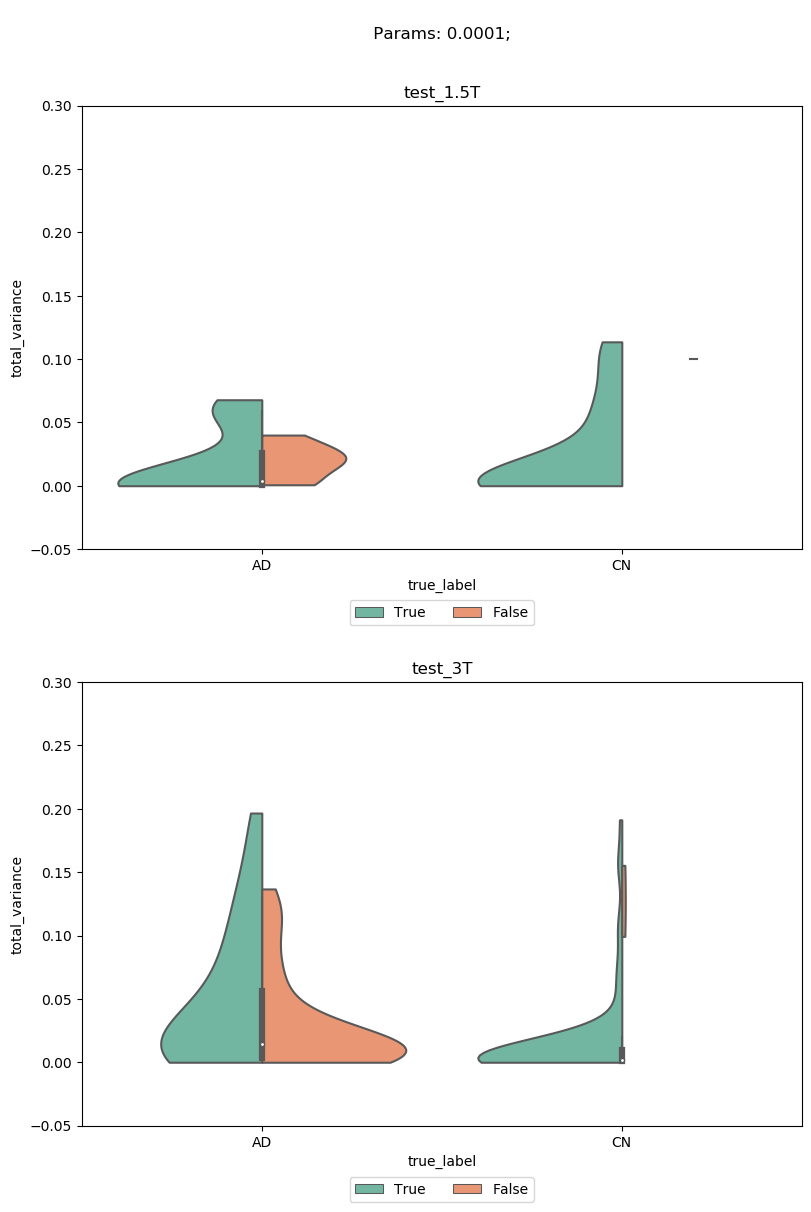 Params: 0.0001;
test_1.5T
0.30
0.25
0.20
0.15
0.10
0.05
0.00
−0.05
total_variance
AD CN
true_label
True False
test_3T
0.30
0.25
0.20
0.15
0.10
0.05
0.00
−0.05
total_variance
AD CN
true_label
True False